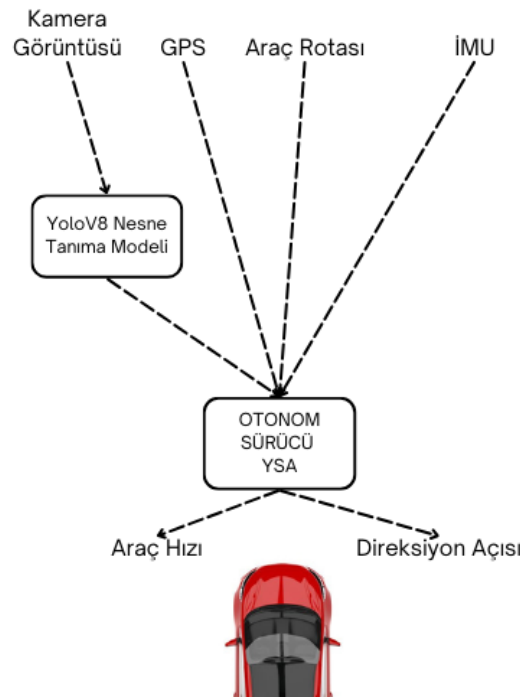 Kamera
Görüntüsü
GPS
Araç Rotası
İMU
YoloV8 Nesne
Tanıma Modeli
OTONOM
SÜRÜCÜ
YSA
Araç Hızı
Direksiyon Açısı